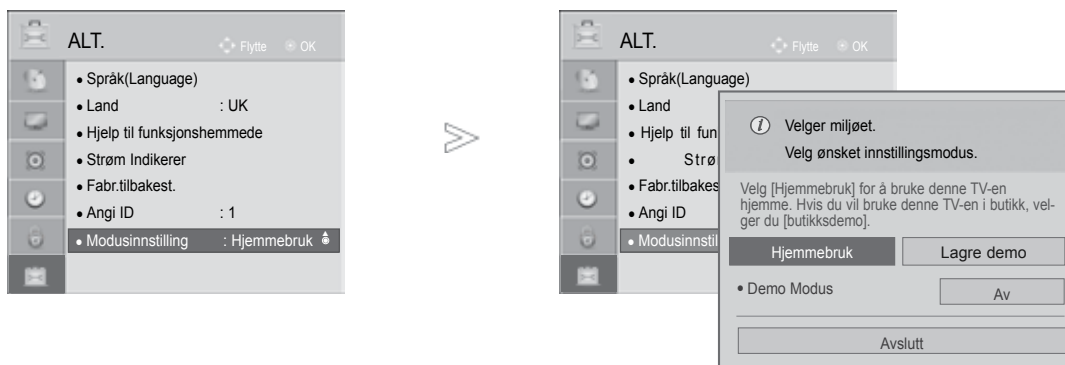 ALT.
Flytte OK
• Språk(Language)
• Land : UK
• Hjelp til funksjonshemmede
• Strøm Indikerer
• Fabr.tilbakest.
• Angi ID : 1
• Modusinnstilling : Hjemmebruk
>
ALT.
Flytte OK
• Språk(Language)
• Land
• Hjelp til fun
• Strø
• Fabr.tilbakes
• Angi ID
• Modusinnstil
i Velger miljøet.
Velg ønsket innstillingsmodus.
Velg [Hjemmebruk] for å bruke denne TV-en
hjemme. Hvis du vil bruke denne TV-en i butikk, vel-
ger du [butikksdemo].
Hjemmebruk Lagre demo
• Demo Modus Av
Avslutt